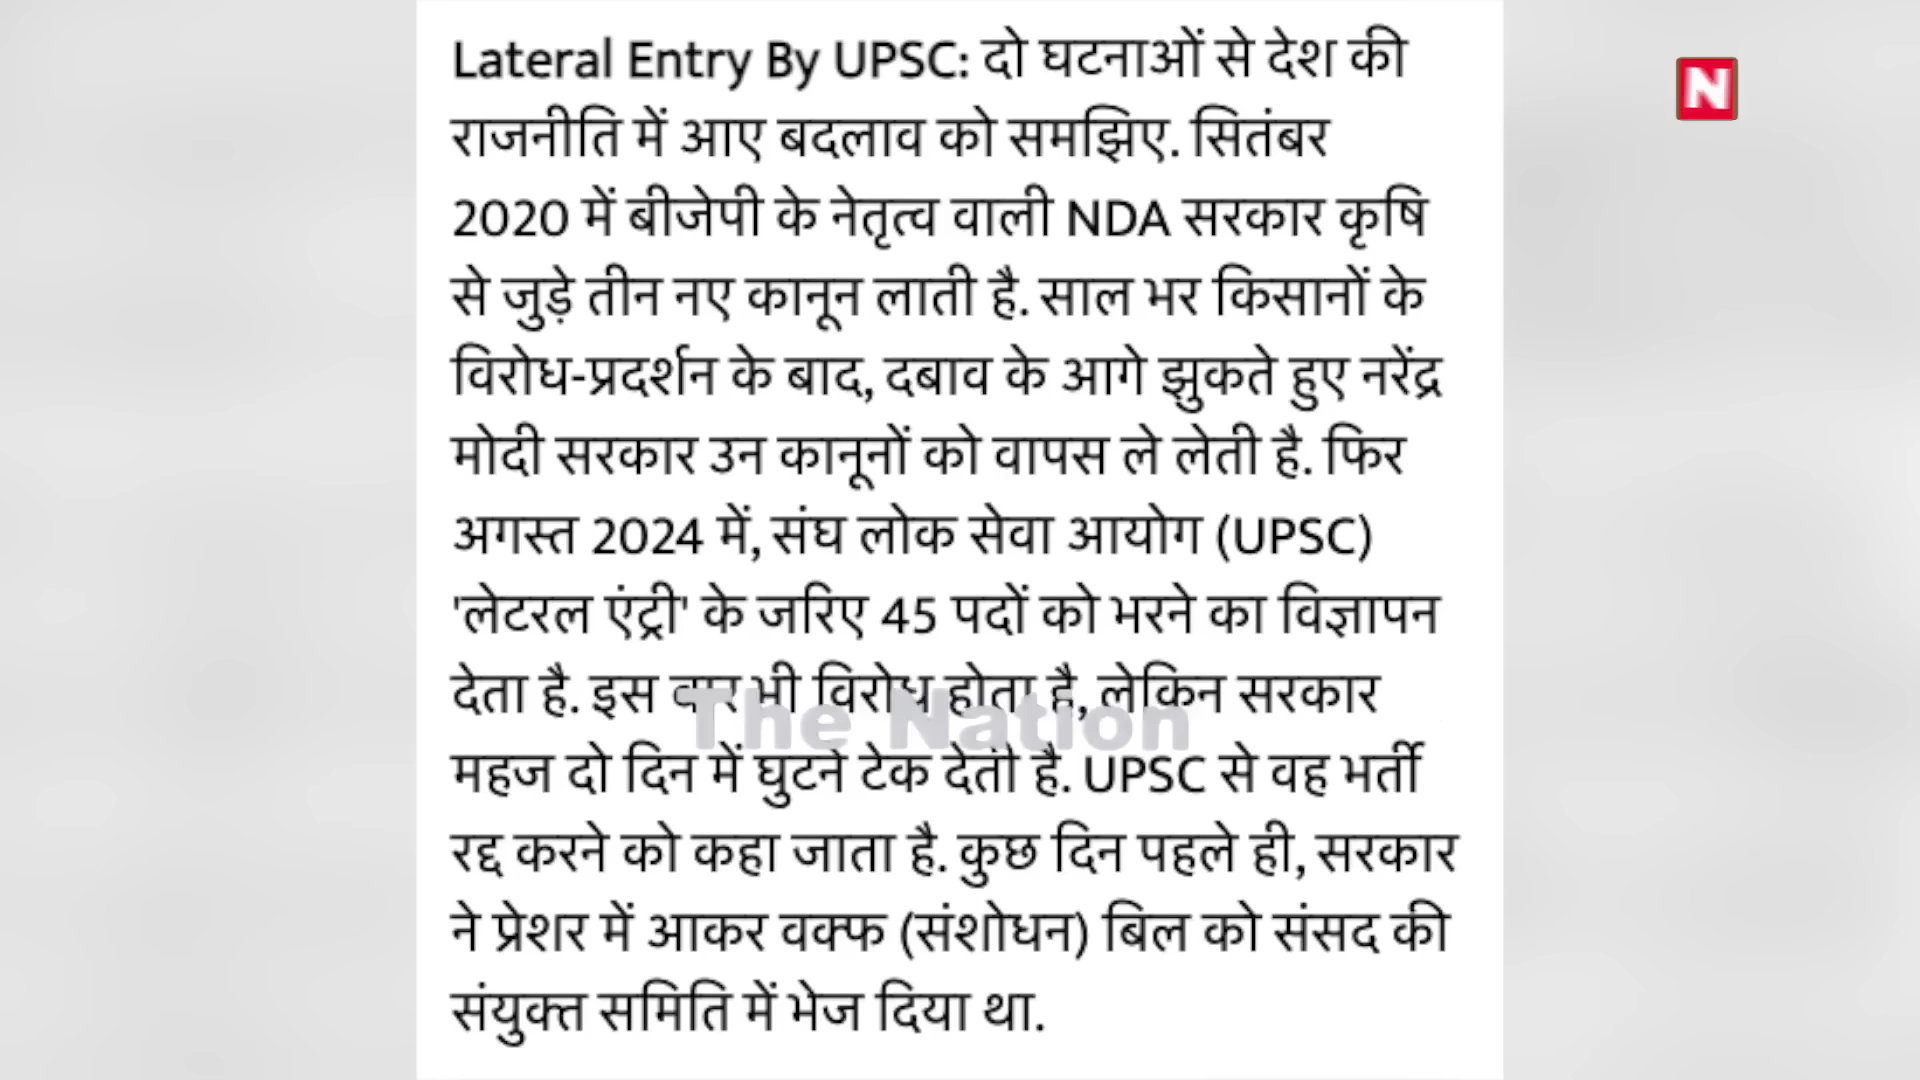 Lateral Entry By UPSC: दो घटनाओं से देश की
राजनीति में आए बदलाव को समझिए. सितंबर
2020 में बीजेपी के नेतृत्व वाली NDA सरकार कृषि
से जुड़े तीन नए कानून लाती है. साल भर किसानों के
विरोध-प्रदर्शन के बाद, दबाव के आगे झुकते हुए नरेंद्र
मोदी सरकार उन कानूनों को वापस ले लेती है. फिर
अगस्त 2024 में, संघ लोक सेवा आयोग (UPSC)
'लेटरल एंट्री' के जरिए 45 पदों को भरने का विज्ञापन
देता है. इस बार भी विरोध होता है, लेकिन सरकार
The Nation
महज दो दिन में घुटने टेक देती है. UPSC से वह भर्ती
रद्द करने को कहा जाता है. कुछ दिन पहले ही, सरकार
ने प्रेशर में आकर वक्फ (संशोधन) बिल को संसद की
संयुक्त समिति में भेज दिया था.
N